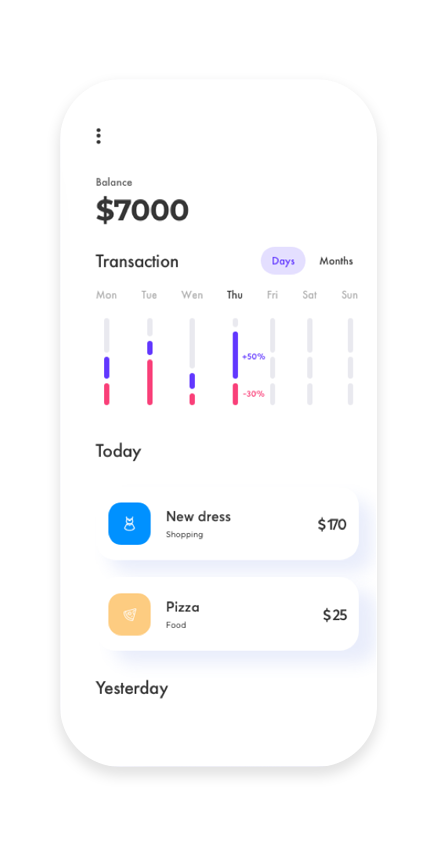 Balance
$7000
Transaction
Days Months
Mon Tue Wen Thu Fri Sat Sun
+50%
-30%
Today
New dress
Shopping
$170
Pizza
Food
$25
Yesterday